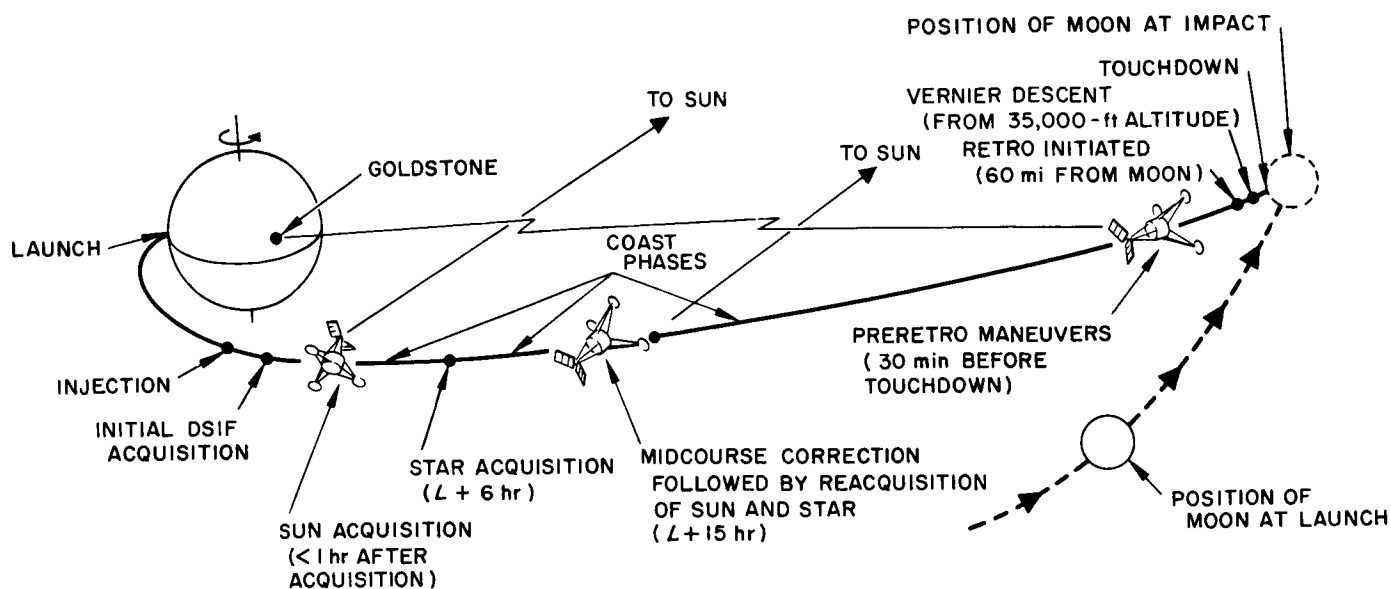 POSITION OF MOON AT IMPACT
TOUCHDOWN
VERNIER DESCENT
(FROM 35,000-ft ALTITUDE)
RETRO INITIATED
(60 mi FROM MOON)
TO SUN
TO SUN
GOLDSTONE
LAUNCH
COAST
PHASES
PRERETRO MANEUVERS
(30 min BEFORE
TOUCHDOWN)
INJECTION
INITIAL DSIF
ACQUISITION
STAR ACQUISITION
(L + 6 hr)
MIDCOURSE CORRECTION
FOLLOWED BY REACQUISITION
OF SUN AND STAR
(L + 15 hr)
SUN ACQUISITION
(< 1 hr AFTER
ACQUISITION)
POSITION OF
MOON AT LAUNCH